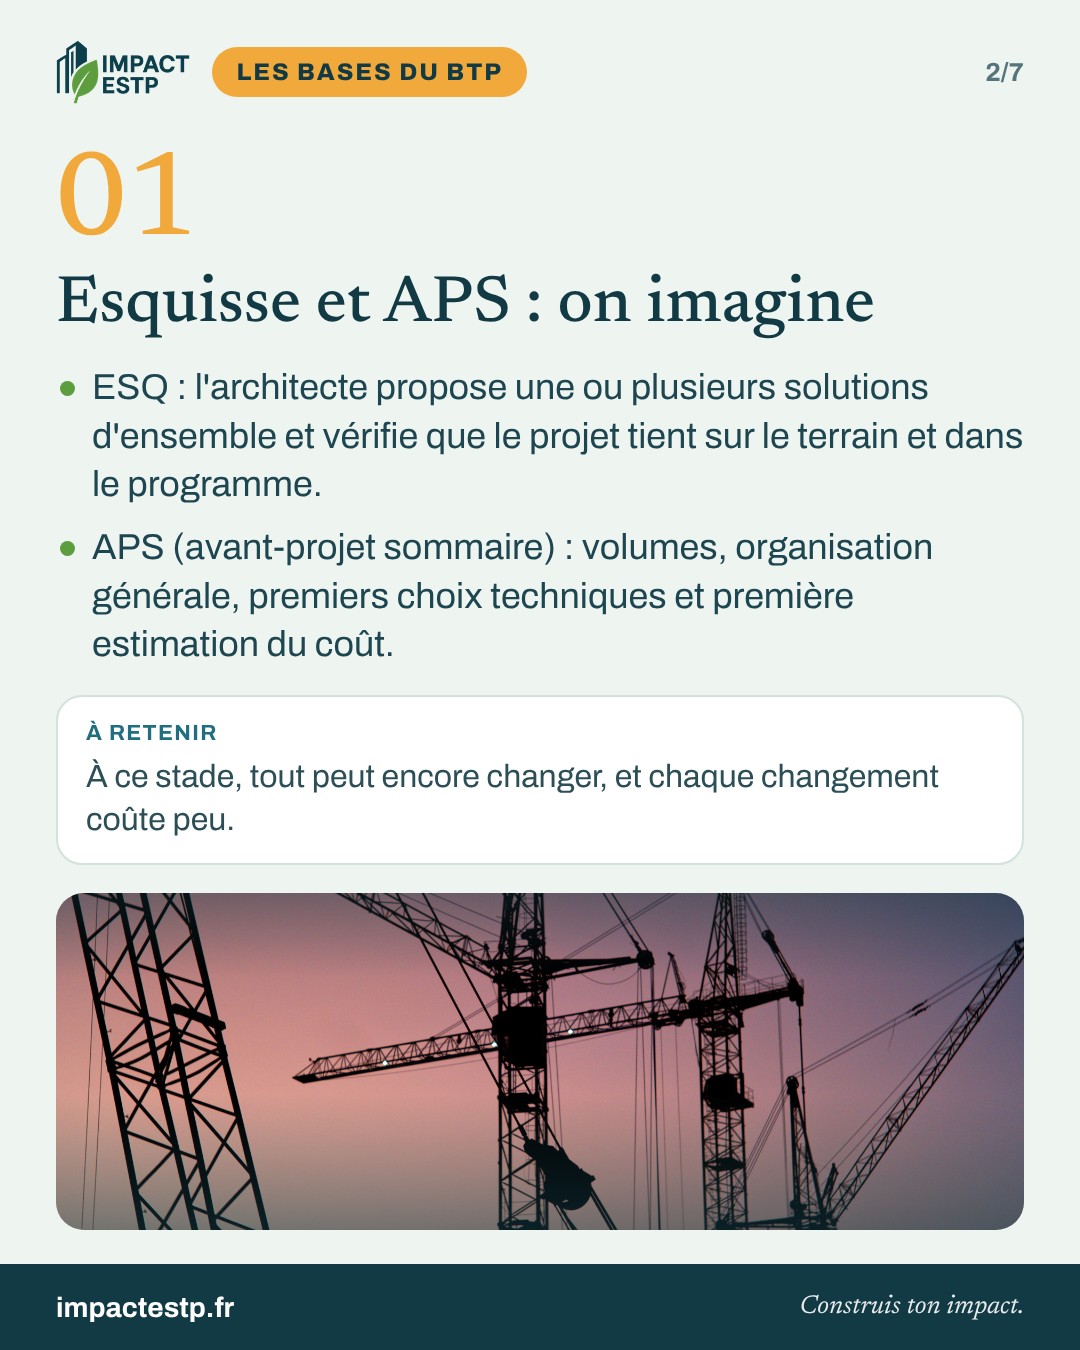 IMPACT
ESTP
LES BASES DU BTP
2/7
01
Esquisse et APS : on imagine
ESQ : l'architecte propose une ou plusieurs solutions
d'ensemble et vérifie que le projet tient sur le terrain et dans
le programme.
APS (avant-projet sommaire) : volumes, organisation
générale, premiers choix techniques et première
estimation du coût.
À RETENIR
À ce stade, tout peut encore changer, et chaque changement
coûte peu.
impactestp.fr
Construis ton impact.